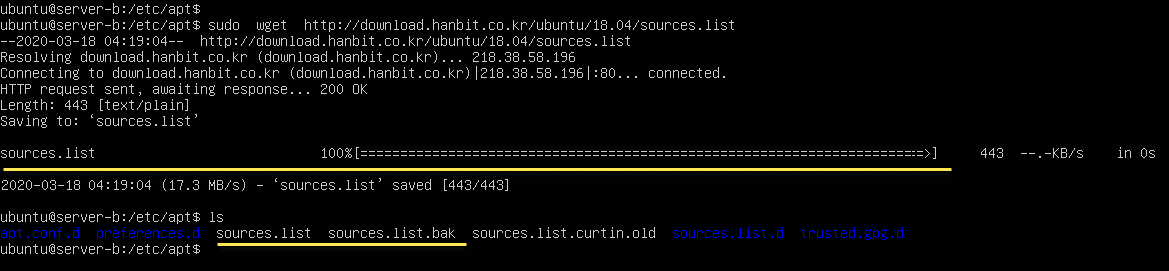 ubuntu@server-b:/etc/apt$
ubuntu@server-b:/etc/apt$ sudo  wget  http://download.hanbit.co.kr/ubuntu/18.04/sources.list
--2020-03-18 04:19:04--  http://download.hanbit.co.kr/ubuntu/18.04/sources.list
Resolving download.hanbit.co.kr (download.hanbit.co.kr)... 218.38.58.196
Connecting to download.hanbit.co.kr (download.hanbit.co.kr)|218.38.58.196|:80... connected.
HTTP request sent, awaiting response... 200 OK
Length: 443 [text/plain]
Saving to: ‘sources.list’
sources.list                            100%[=======================================================================>]     443  --.-KB/s    in 0s
2020-03-18 04:19:04 (17.3 MB/s) - ‘sources.list’ saved [443/443]
ubuntu@server-b:/etc/apt$ ls
apt.conf.d  preferences.d  sources.list  sources.list.bak  sources.list.curtin.old  sources.list.d  trusted.gpg.d
ubuntu@server-b:/etc/apt$